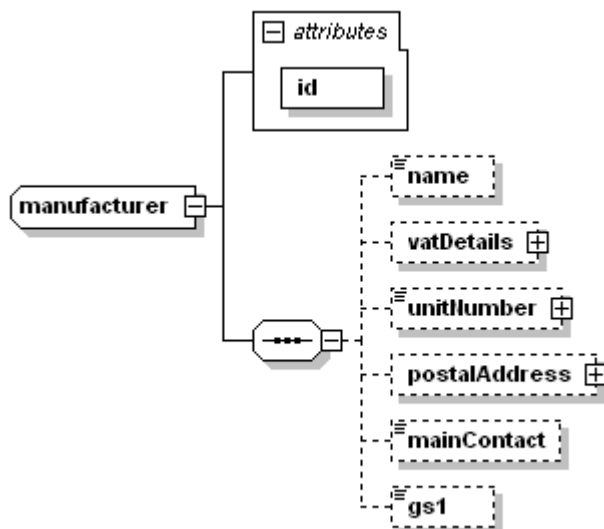 attributes
id
manufacturer
name
vatDetails
unitNumber
postalAddress
mainContact
gs1